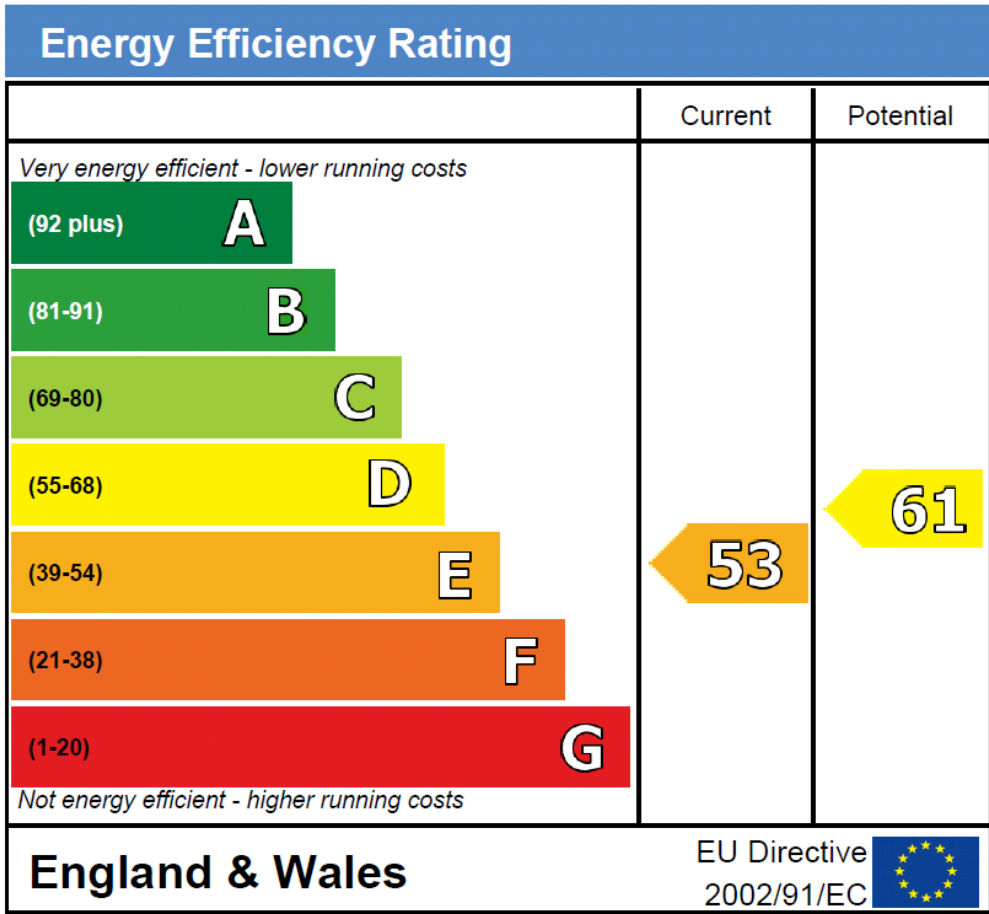 Energy Efficiency Rating
Current Potential
Very energy efficient - lower running costs
(92 plus) A
(81-91) B
(69-80) C
(55-68) D
61
(39-54) E
53
(21-38) F
(1-20) G
Not energy efficient - higher running costs
England & Wales
EU Directive
2002/91/EC